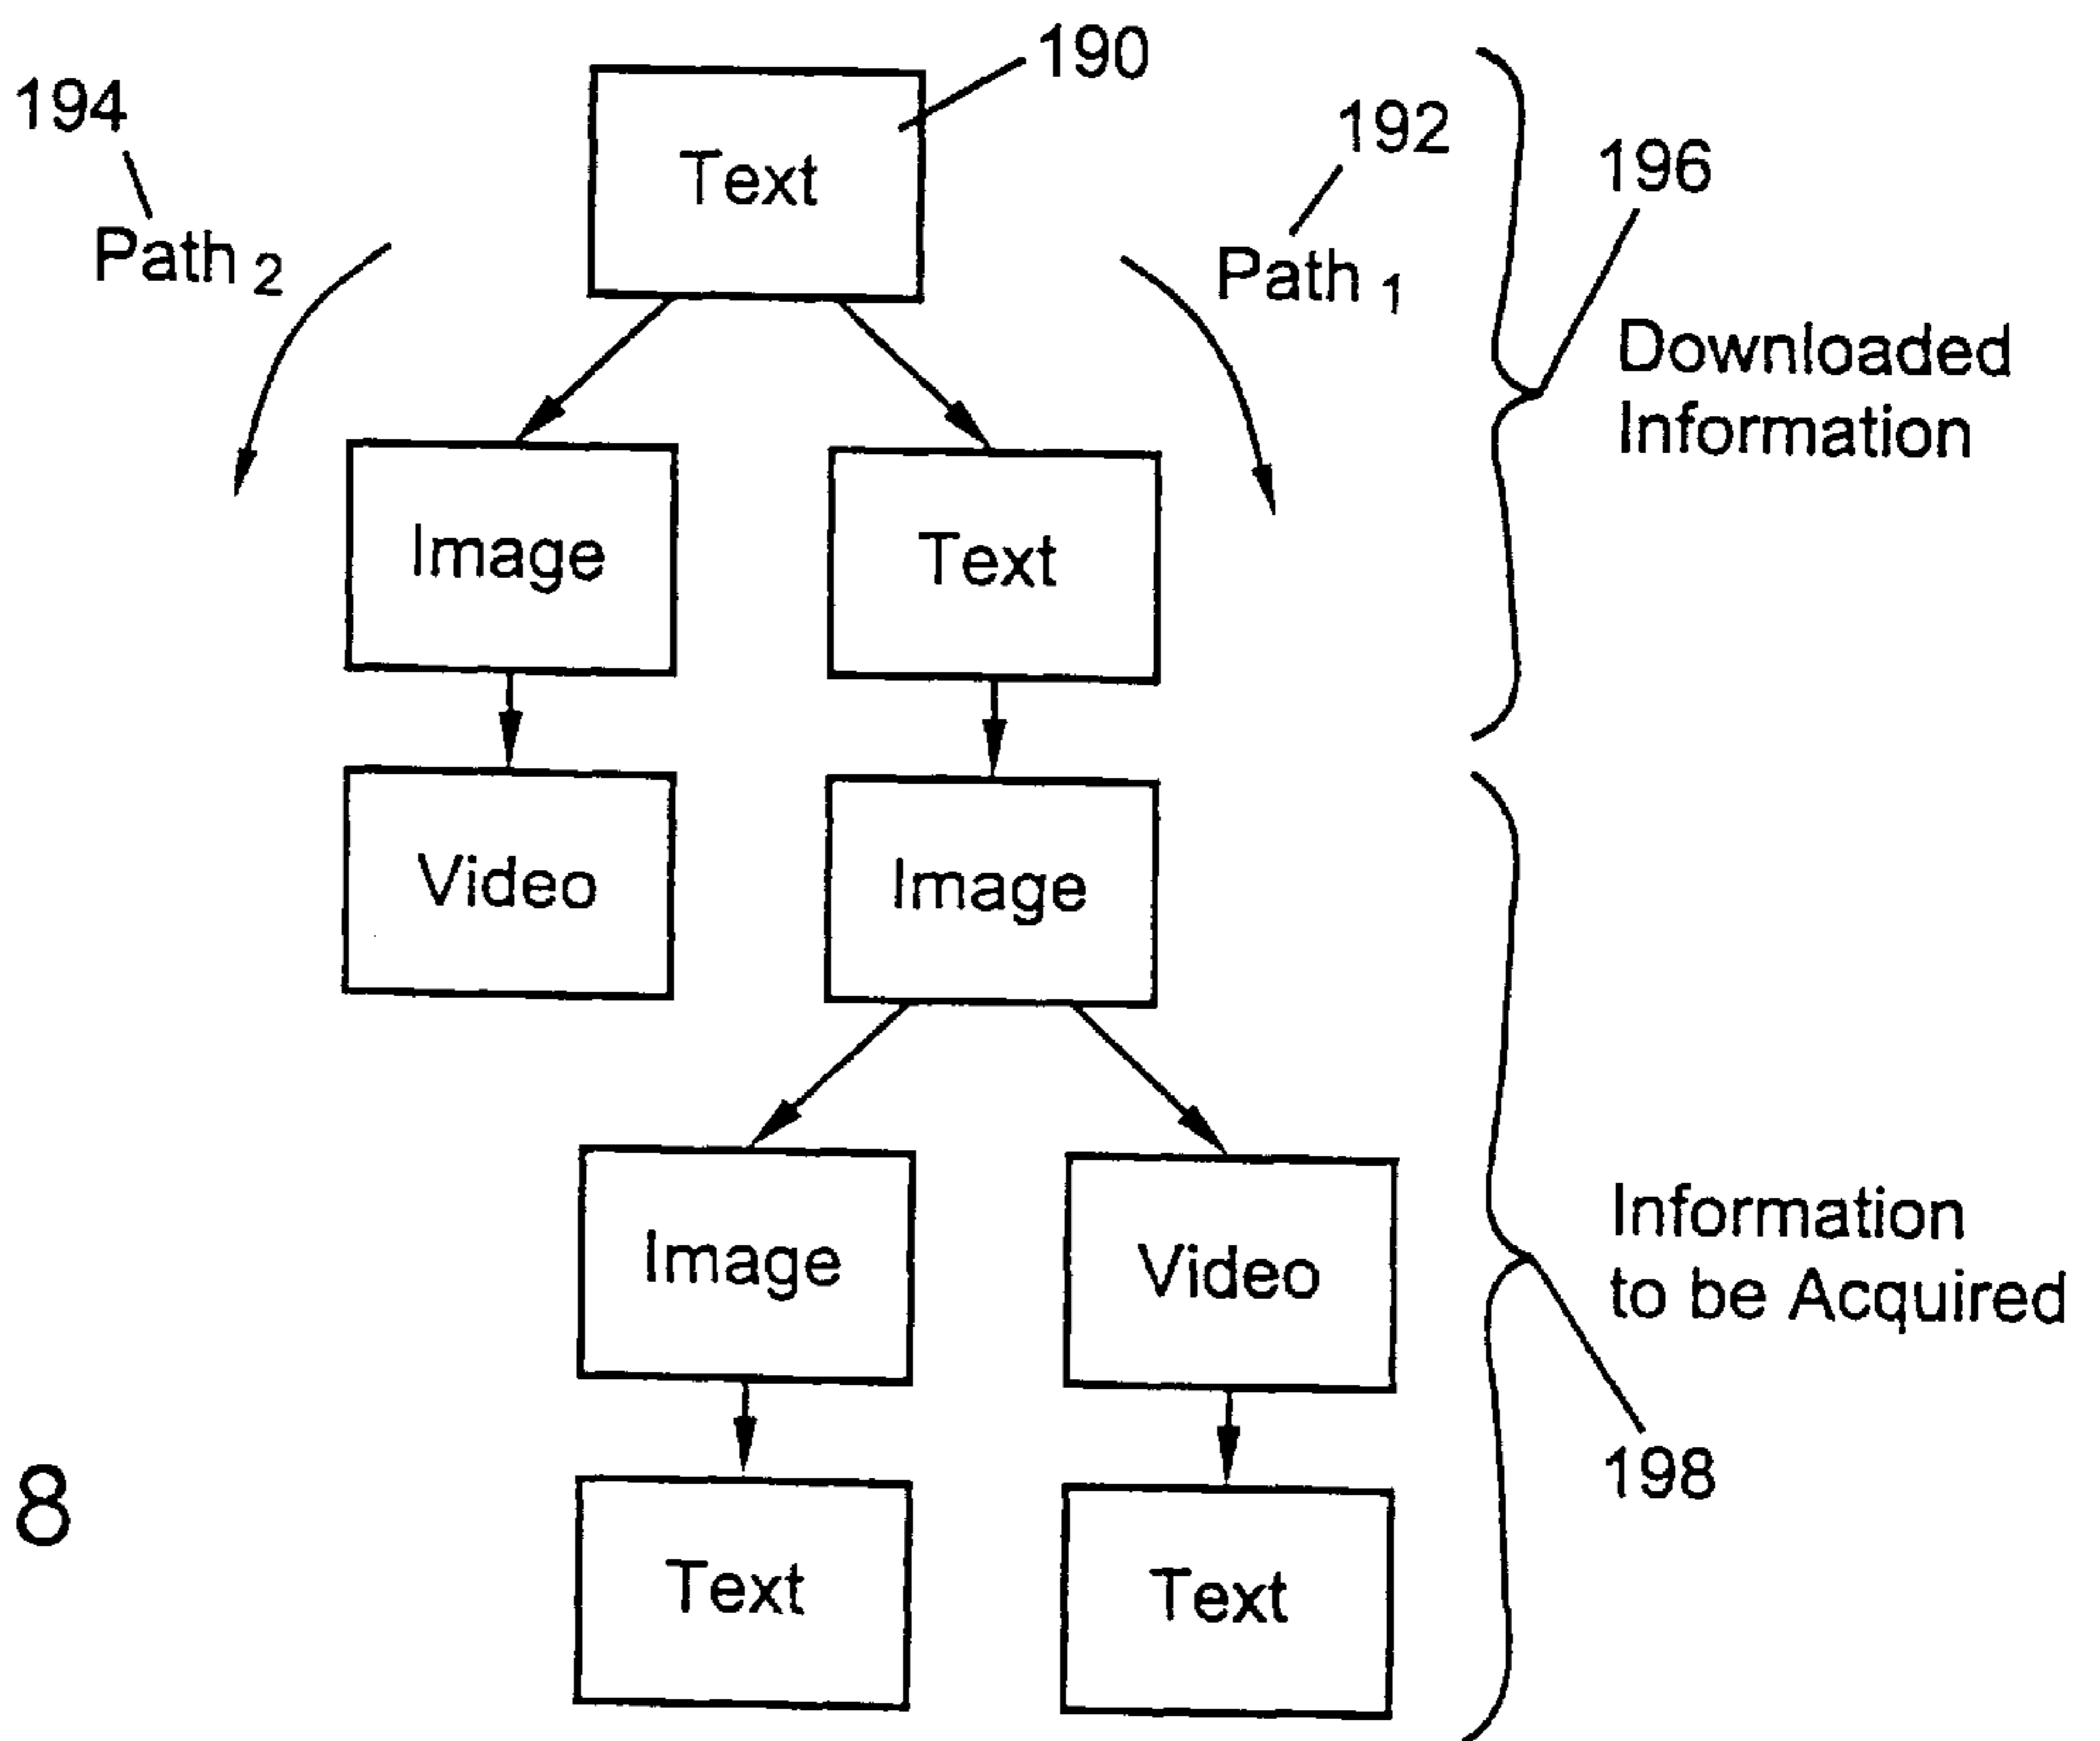 190
194
192
Text
196
Path 2
Path 1
Downloaded
Information
Image
Text
Video
Image
Information
to be Acquired
Image
Video
198
8
Text
Text